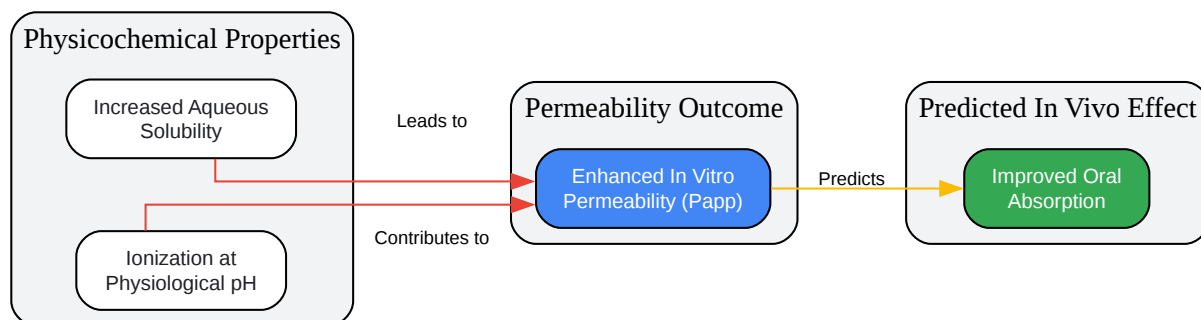 Physicochemical Properties
Increased Aqueous
Solubility
Ionization at
Physiological pH
Leads to
Contributes to
Permeability Outcome
Enhanced In Vitro
Permeability (Papp)
Predicts
Predicted In Vivo Effect
Improved Oral
Absorption